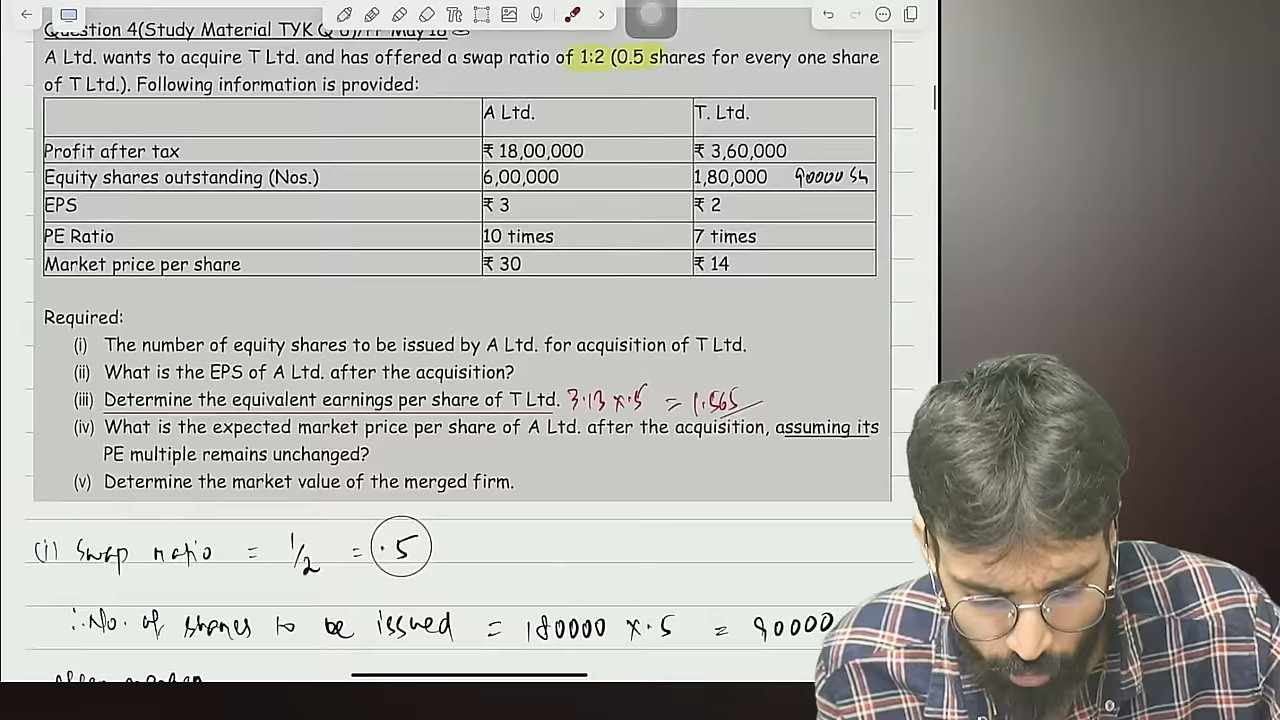 Question 4(Study Material TYK Q 6)/PP May 18
A Ltd. wants to acquire T Ltd. and has offered a swap ratio of 1:2 (0.5 shares for every one share
of T Ltd.). Following information is provided:
A Ltd. T. Ltd.
Profit after tax ₹ 18,00,000 ₹ 3,60,000
Equity shares outstanding (Nos.) 6,00,000 1,80,000 90000 Sh
EPS ₹ 3 ₹ 2
PE Ratio 10 times 7 times
Market price per share ₹ 30 ₹ 14
Required:
(i) The number of equity shares to be issued by A Ltd. for acquisition of T Ltd.
(ii) What is the EPS of A Ltd. after the acquisition?
(iii) Determine the equivalent earnings per share of T Ltd. 3.13 x .5 = 1.565
(iv) What is the expected market price per share of A Ltd. after the acquisition, assuming its
PE multiple remains unchanged?
(v) Determine the market value of the merged firm.
(i) Swap ratio = 1/2 = .5
∴ No. of shares to be issued = 180000 x .5 = 90000